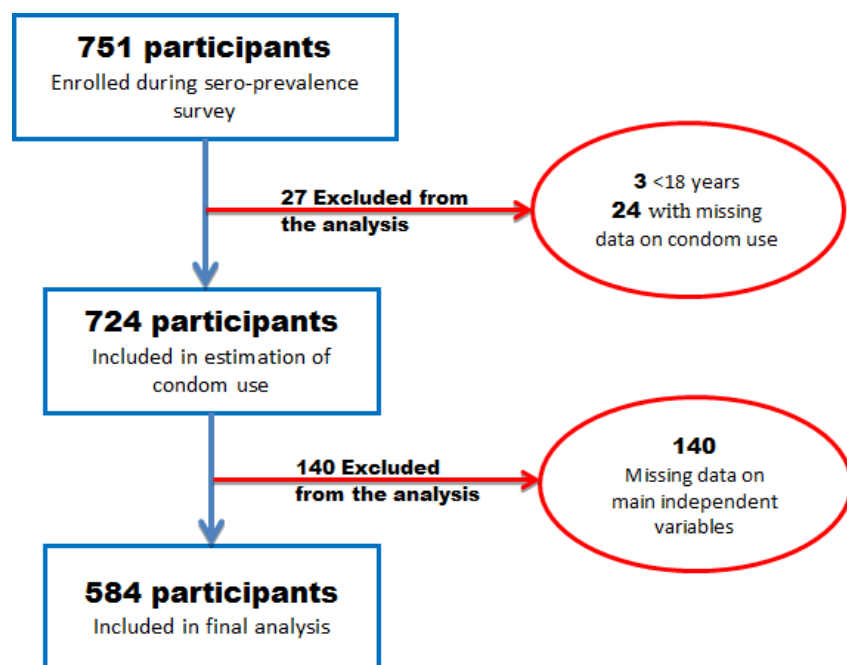 751 participants
Enrolled during sero-prevalence
survey
27 Excluded from
the analysis
3 <18 years
24 with missing
data on condom use
724 participants
Included in estimation of
condom use
140 Excluded
from the analysis
140
Missing data on
main independent
variables
584 participants
Included in final analysis